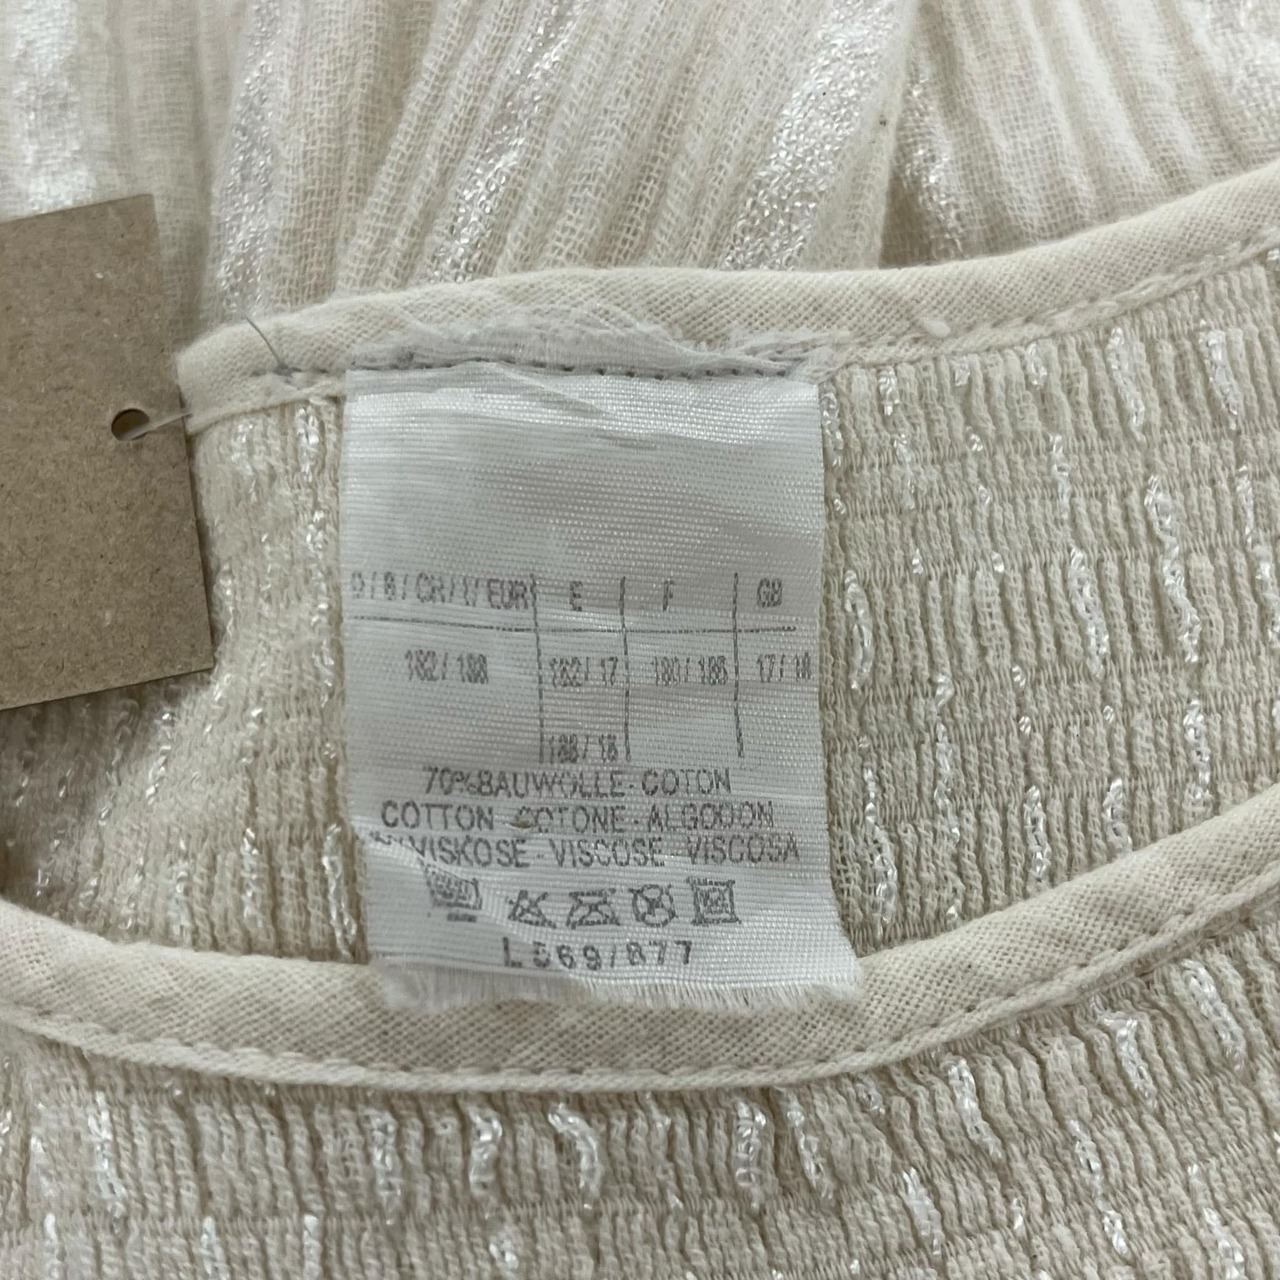 D/B/CH/I/EUR E F GB
182/188 182/17 180/186 17/18
188/18
70%BAUWOLLE-COTON
COTTON-COTONE-ALGODON
VISKOSE-VISCOSE VISCOSA
L569/877